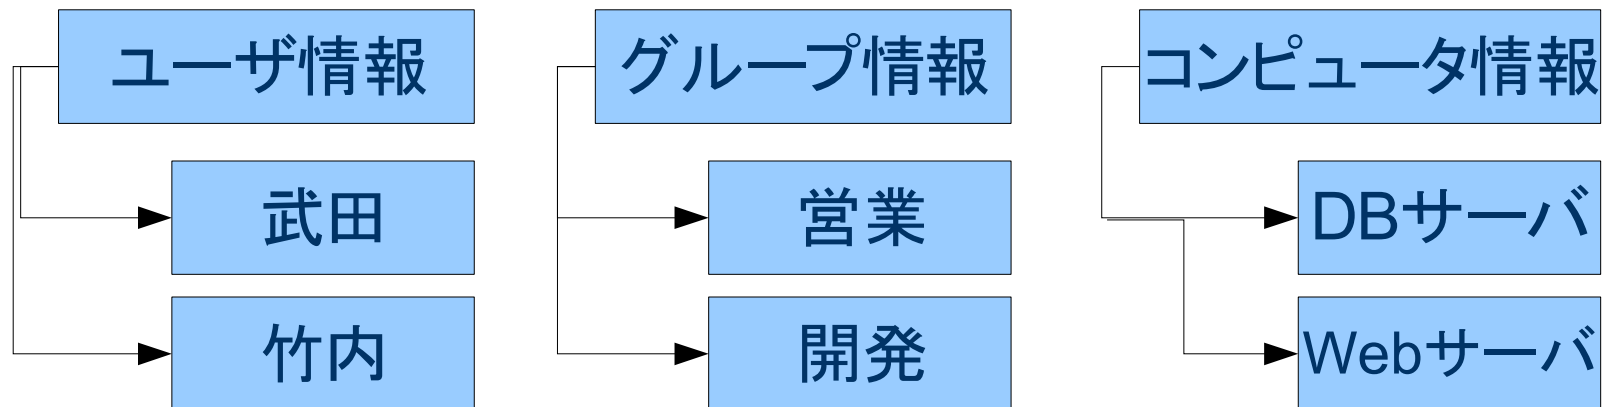 ユーザ情報
武田
竹内
グループ情報
営業
開発
コンピュータ情報
DBサーバ
Webサーバ